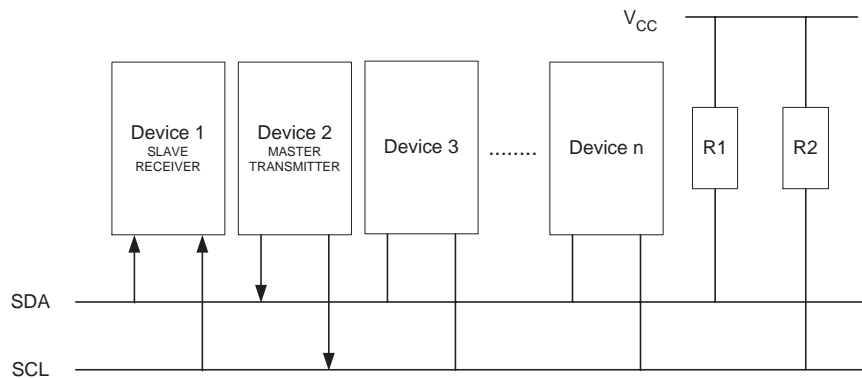 VCC
Device 1
SLAVE
RECEIVER
Device 2
MASTER
TRANSMITTER
Device 3
........
Device n
R1
R2
SDA
SCL